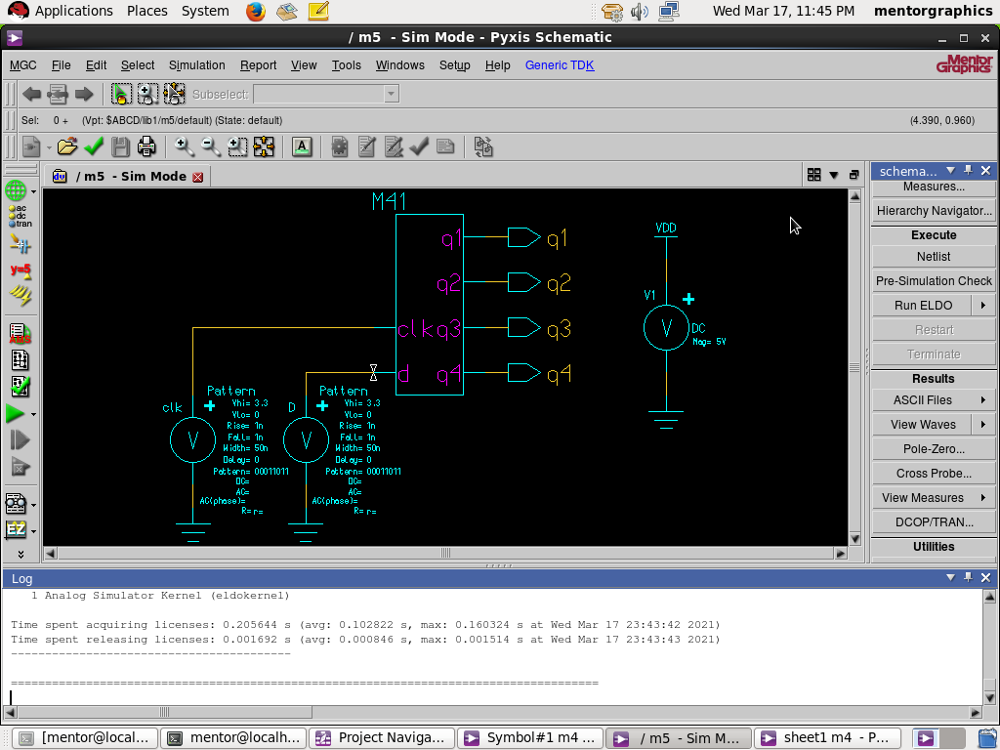 Applications Places System Wed Mar 17, 11:45 PM mentorgraphics
/ m5 - Sim Mode - Pyxis Schematic
MGC File Edit Select Simulation Report View Tools Windows Setup Help Generic TDK
Mentor Graphics
Subselect:
Sel: 0 + (Vpt: $ABCD/lib1/m5/default) (State: default) (4.390, 0.960)
A
/ m5 - Sim Mode
ac
dc
tran
y=5
EZ
M41
q1 q1
q2 q2
clk q3 q3
d q4 q4
VDD
V1
V
DC
Mag= 5V
clk
Pattern
Vhi= 3.3
Vlo= 0
Rise= 1n
Fall= 1n
Width= 50n
Delay= 0
Pattern= 00011011
DC=
AC=
AC(phase)=
R= r=
V
D
Pattern
Vhi= 3.3
Vlo= 0
Rise= 1n
Fall= 1n
Width= 50n
Delay= 0
Pattern= 00011011
DC=
AC=
AC(phase)=
R= r=
V
schema...
Measures...
Hierarchy Navigator...
Execute
Netlist
Pre-Simulation Check
Run ELDO
Restart
Terminate
Results
ASCII Files
View Waves
Pole-Zero...
Cross Probe...
View Measures
DCOP/TRAN...
Utilities
Log
1 Analog Simulator Kernel (eldokernel)
Time spent acquiring licenses: 0.205644 s (avg: 0.102822 s, max: 0.160324 s at Wed Mar 17 23:43:42 2021)
Time spent releasing licenses: 0.001692 s (avg: 0.000846 s, max: 0.001514 s at Wed Mar 17 23:43:43 2021)
[mentor@local... mentor@localh... Project Naviga... Symbol#1 m4 ... / m5 - Sim M... sheet1 m4 - P...